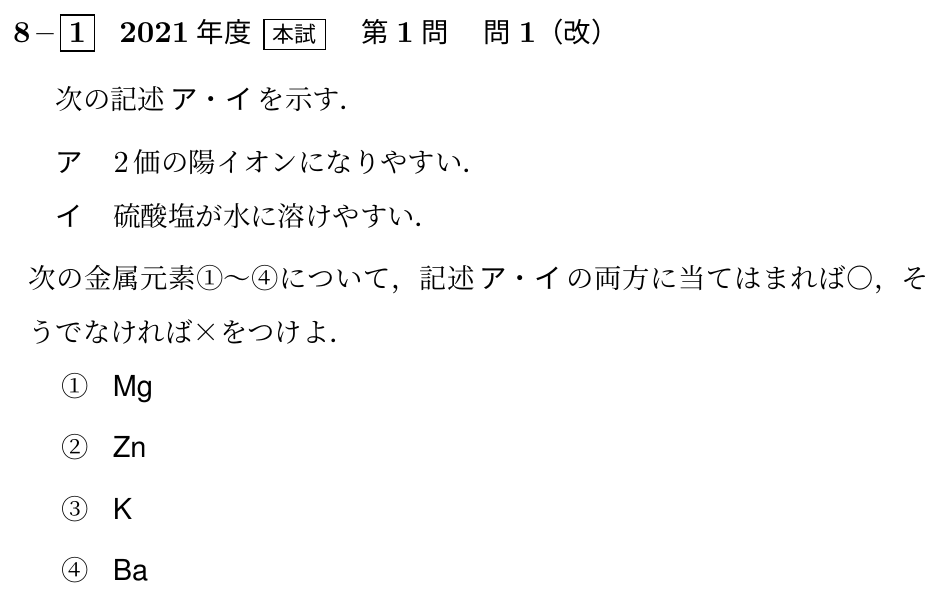 8－1 2021年度 本試 第1問 問1（改）
次の記述ア・イを示す．
ア 2価の陽イオンになりやすい．
イ 硫酸塩が水に溶けやすい．
次の金属元素①～④について，記述ア・イの両方に当てはまれば○，そ
うでなければ×をつけよ．
① Mg
② Zn
③ K
④ Ba